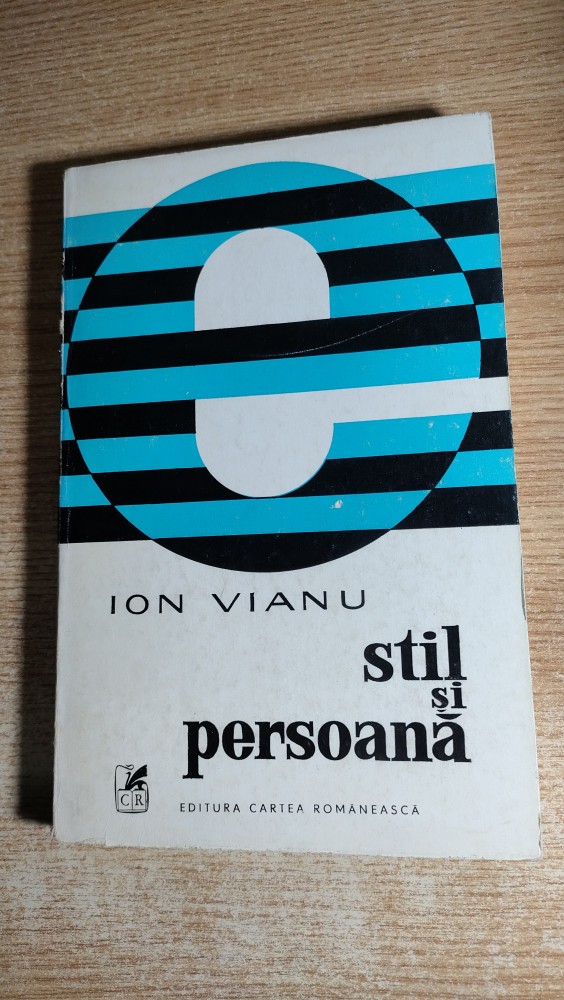 e
ION VIANU
stil
și
persoană
CR
EDITURA CARTEA ROMÂNEASCĂ